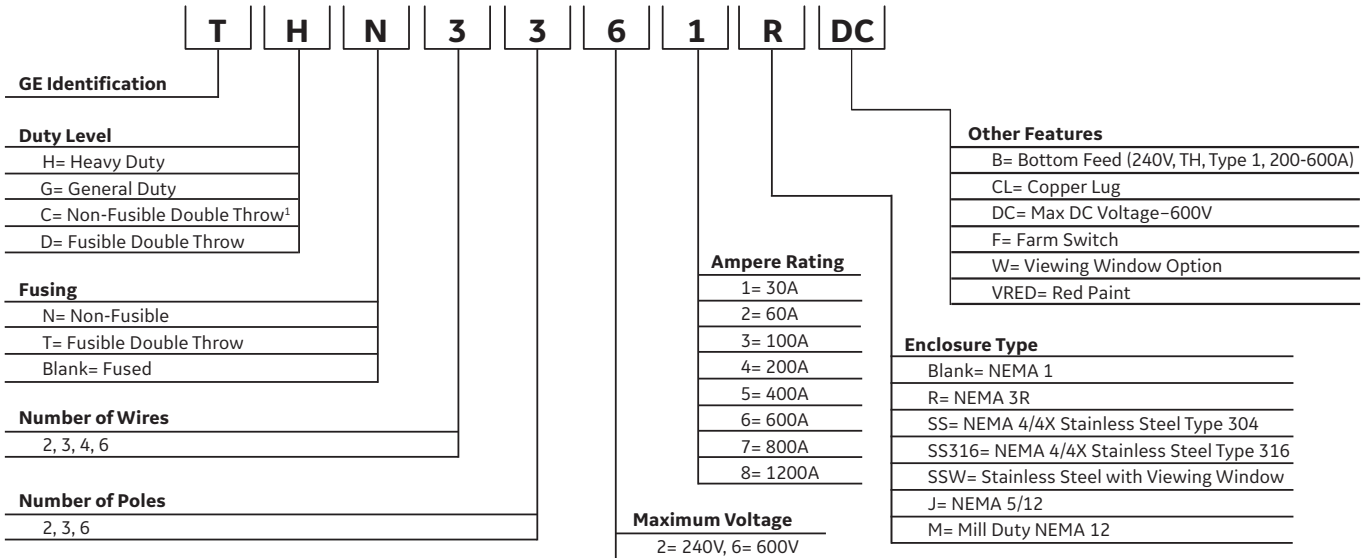 T H N 3 3 6 1 R DC
GE Identification
Duty Level
H= Heavy Duty
G= General Duty
C= Non-Fusible Double Throw¹
D= Fusible Double Throw
Fusing
N= Non-Fusible
T= Fusible Double Throw
Blank= Fused
Number of Wires
2, 3, 4, 6
Number of Poles
2, 3, 6
Maximum Voltage
2= 240V, 6= 600V
Ampere Rating
1= 30A
2= 60A
3= 100A
4= 200A
5= 400A
6= 600A
7= 800A
8= 1200A
Enclosure Type
Blank= NEMA 1
R= NEMA 3R
SS= NEMA 4/4X Stainless Steel Type 304
SS316= NEMA 4/4X Stainless Steel Type 316
SSW= Stainless Steel with Viewing Window
J= NEMA 5/12
M= Mill Duty NEMA 12
Other Features
B= Bottom Feed (240V, TH, Type 1, 200-600A)
CL= Copper Lug
DC= Max DC Voltage–600V
F= Farm Switch
W= Viewing Window Option
VRED= Red Paint